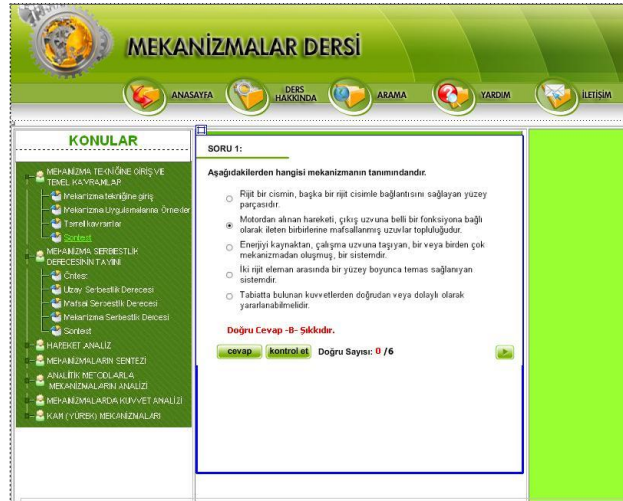 MEKANİZMALAR DERSİ
ANASAYFA
DERS
HAKKINDA
ARAMA
YARDIM
İLETİŞİM
KONULAR
MEKANİZMA TEKNİĞİNE GİRİŞ VE
TEMEL KAVRAMLAR
Mekanizma tekniğine giriş
Mekanizma Uygulamalarına Örnekler
Temel kavramlar
Sontest
MEKANİZMA SERBESTLİK
DERECESİNİN TAYİNİ
Öntest
Uzay Serbestlik Derecesi
Mafsal Serbestlik Derecesi
Mekanizma Serbestlik Dercesi
Sontest
HAREKET ANALİZ
MEKANİZMALARIN SENTEZİ
ANALİTİK METODLARLA
MEKANİZMALARIN ANALİZİ
MEKANİZMALARDA KUVVET ANALİZİ
KAM (YÜREK) MEKANİZMALARI
SORU 1:
Aşağıdakilerden hangisi mekanizmanın tanımındandır.
Rijit bir cismin, başka bir rijit cisimle bağlantısını sağlayan yüzey
parçasıdır.
Motordan alınan hareketi, çıkış uzvuna belli bir fonksiyona bağlı
olarak ileten birbirlerine mafsallanmış uzuvlar topluluğudur.
Enerjiyi kaynaktan, çalışma uzvuna taşıyan, bir veya birden çok
mekanizmadan oluşmuş, bir sistemdir.
İki rijit eleman arasında bir yüzey boyunca temas sağlanıyan
sistemdir.
Tabiatta bulunan kuvvetlerden doğrudan veya dolaylı olarak
yararlanabilmelidir.
Doğru Cevap -B- Şıkkıdır.
cevap kontrol et Doğru Sayısı: 0 /6